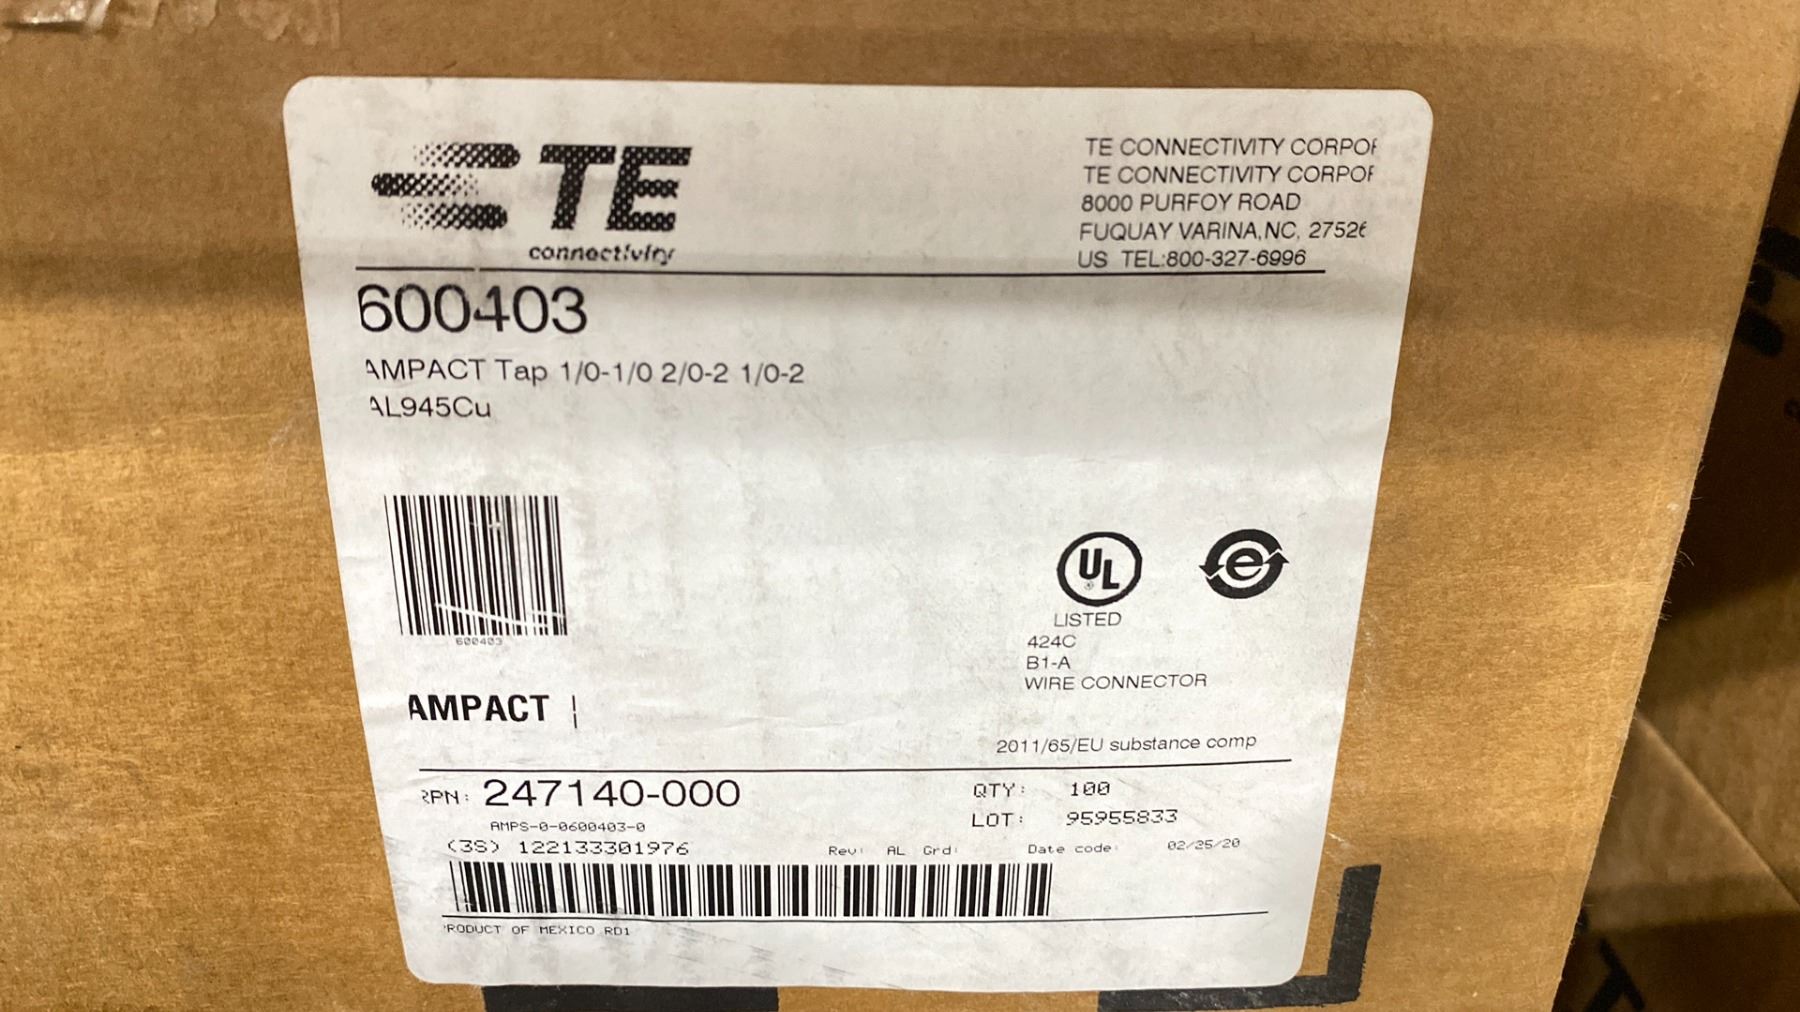 TE
connectivity
TE CONNECTIVITY CORPOR
TE CONNECTIVITY CORPOR
8000 PURFOY ROAD
FUQUAY VARINA,NC, 27526
US TEL:800-327-6996
600403
AMPACT Tap 1/0-1/0 2/0-2 1/0-2
AL945Cu
600403
UL
®
LISTED
424C
B1-A
WIRE CONNECTOR
e
AMPACT
2011/65/EU substance comp
RPN: 247140-000
AMPS-0-0600403-0
QTY: 100
LOT: 95955833
(3S) 122133301976
Rev: AL Grd:
Date code: 02/25/20
PRODUCT OF MEXICO RD1